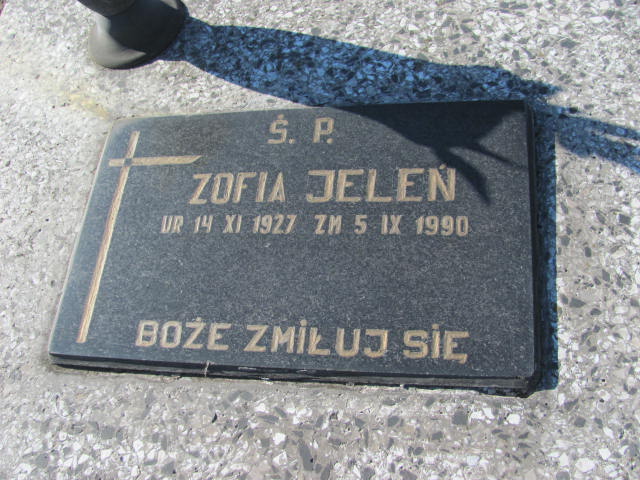 Ś. P.
ZOFIA JELEŃ
UR 14 XI 1927 ZM 5 IX 1990
BOŻE ZMIŁUJ SIĘ